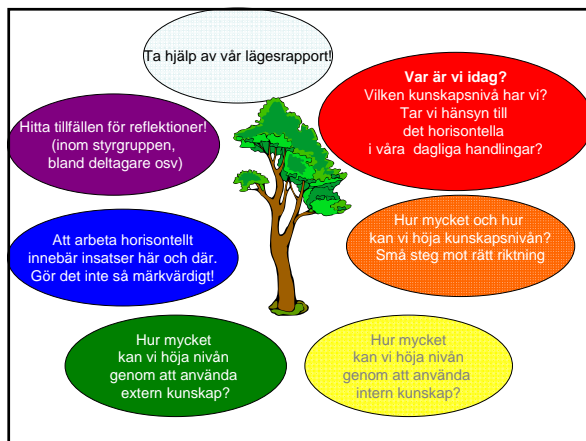 Ta hjälp av vår lägesrapport!
Var är vi idag?
Vilken kunskapsnivå har vi?
Tar vi hänsyn till
det horisontella
i våra dagliga handlingar?
Hur mycket och hur
kan vi höja kunskapsnivån?
Små steg mot rätt riktning
Hur mycket
kan vi höja nivån
genom att använda
intern kunskap?
Hur mycket
kan vi höja nivån
genom att använda
extern kunskap?
Att arbeta horisontellt
innebär insatser här och där.
Gör det inte så märkvärdigt!
Hitta tillfällen för reflektioner!
(inom styrgruppen,
bland deltagare osv)